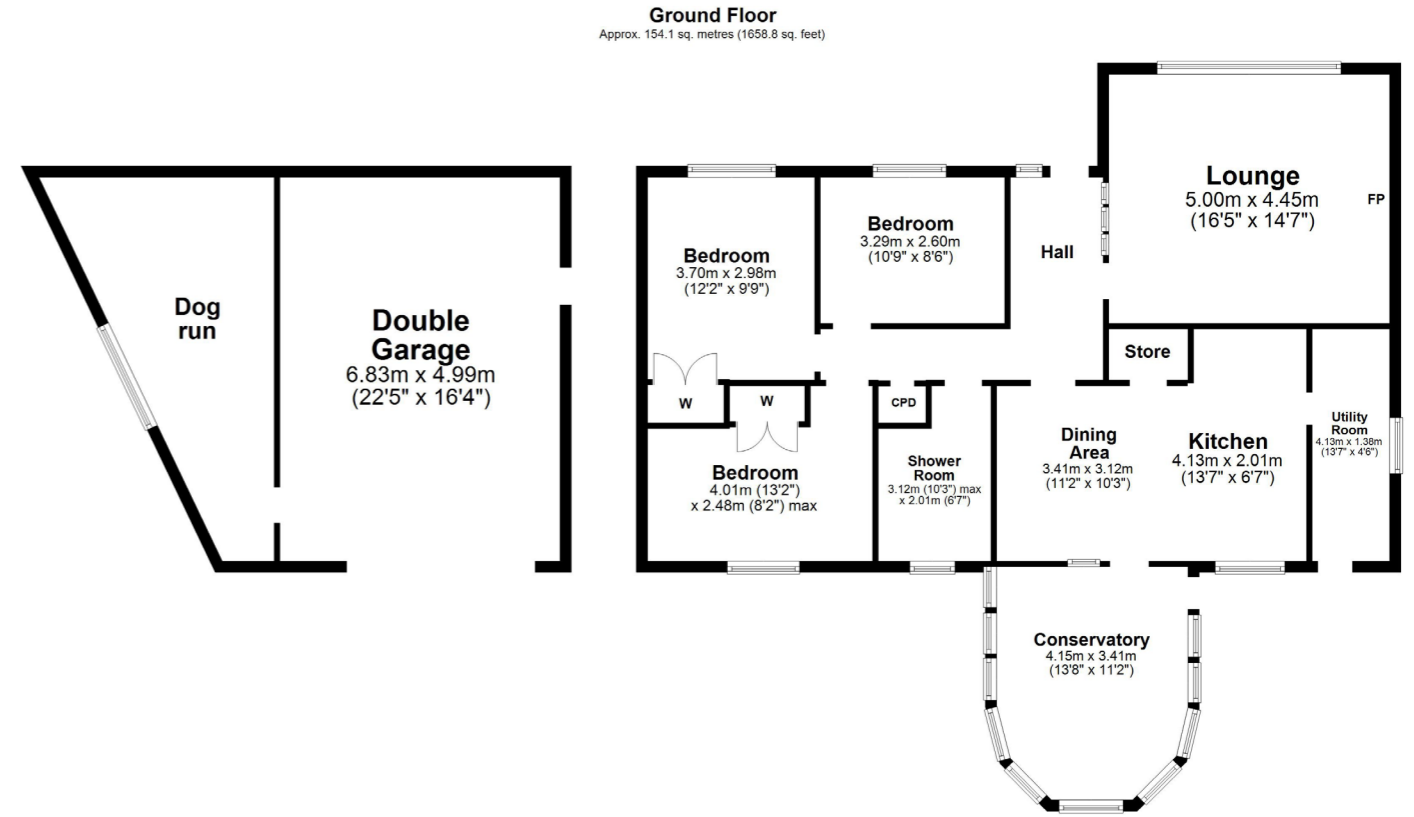 Ground Floor
Approx. 154.1 sq. metres (1658.8 sq. feet)
Dog
run
Double
Garage
6.83m x 4.99m
(22'5" x 16'4")
Bedroom
3.70m x 2.98m
(12'2" x 9'9")
Bedroom
3.29m x 2.60m
(10'9" x 8'6")
Hall
Lounge
5.00m x 4.45m
(16'5" x 14'7")
FP
Store
W
W
CPD
Bedroom
4.01m (13'2")
x 2.48m (8'2") max
Shower
Room
3.12m (10'3") max
x 2.01m (6'7")
Dining
Area
3.41m x 3.12m
(11'2" x 10'3")
Kitchen
4.13m x 2.01m
(13'7" x 6'7")
Utility
Room
4.13m x 1.38m
(13'7" x 4'6")
Conservatory
4.15m x 3.41m
(13'8" x 11'2")